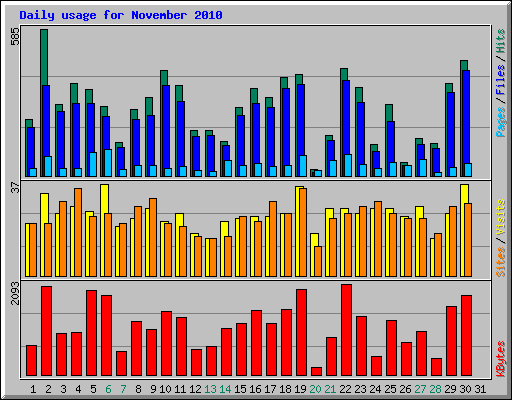 Daily usage for November 2010
585
Pages / Files / Hits
37
Sites / Visits
2093
KBytes
1 2 3 4 5 6 7 8 9 10 11 12 13 14 15 16 17 18 19 20 21 22 23 24 25 26 27 28 29 30 31